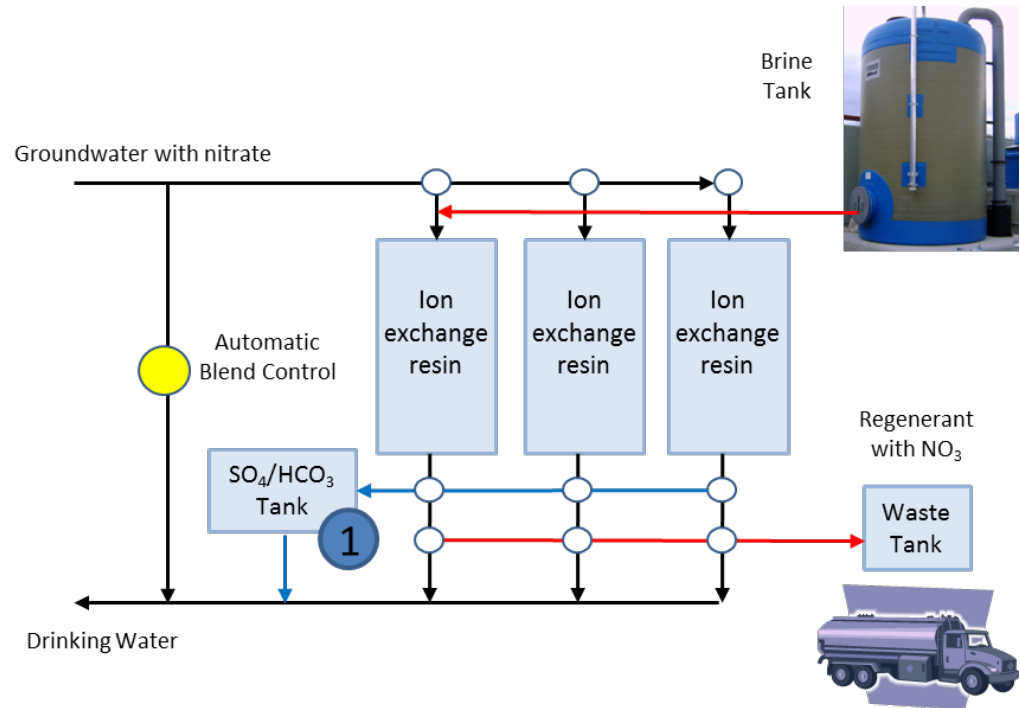 Brine
Tank
Groundwater with nitrate
Ion
exchange
resin
Ion
exchange
resin
Ion
exchange
resin
Automatic
Blend Control
Regenerant
with NO₃
SO₄/HCO₃
Tank
1
Waste
Tank
Drinking Water